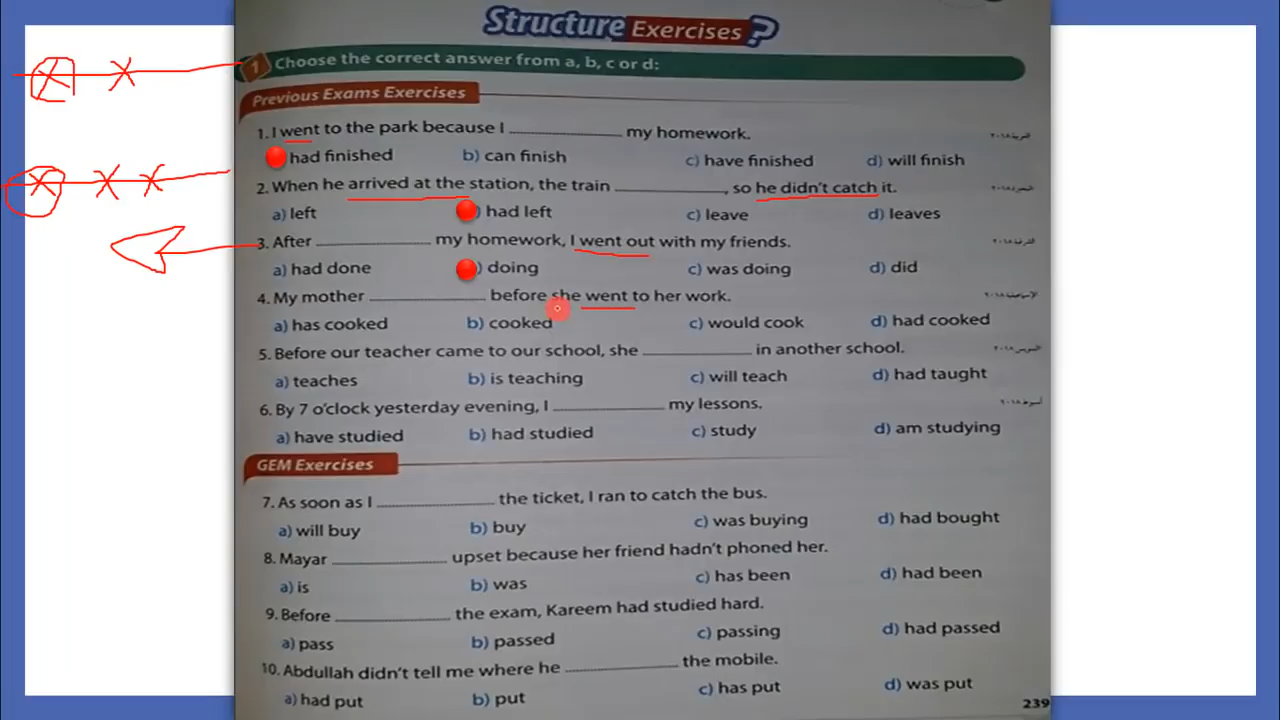 Structure Exercises ?
1 Choose the correct answer from a, b, c or d:
Previous Exams Exercises
1. I went to the park because I __________ my homework.
had finished b) can finish c) have finished d) will finish
2. When he arrived at the station, the train __________, so he didn't catch it.
a) left ) had left c) leave d) leaves
3. After __________ my homework, I went out with my friends.
a) had done ) doing c) was doing d) did
4. My mother __________ before she went to her work.
a) has cooked b) cooked c) would cook d) had cooked
5. Before our teacher came to our school, she __________ in another school.
a) teaches b) is teaching c) will teach d) had taught
6. By 7 o'clock yesterday evening, I __________ my lessons.
a) have studied b) had studied c) study d) am studying
GEM Exercises
7. As soon as I __________ the ticket, I ran to catch the bus.
a) will buy b) buy c) was buying d) had bought
8. Mayar __________ upset because her friend hadn't phoned her.
a) is b) was c) has been d) had been
9. Before __________ the exam, Kareem had studied hard.
a) pass b) passed c) passing d) had passed
10. Abdullah didn't tell me where he __________ the mobile.
a) had put b) put c) has put d) was put
239